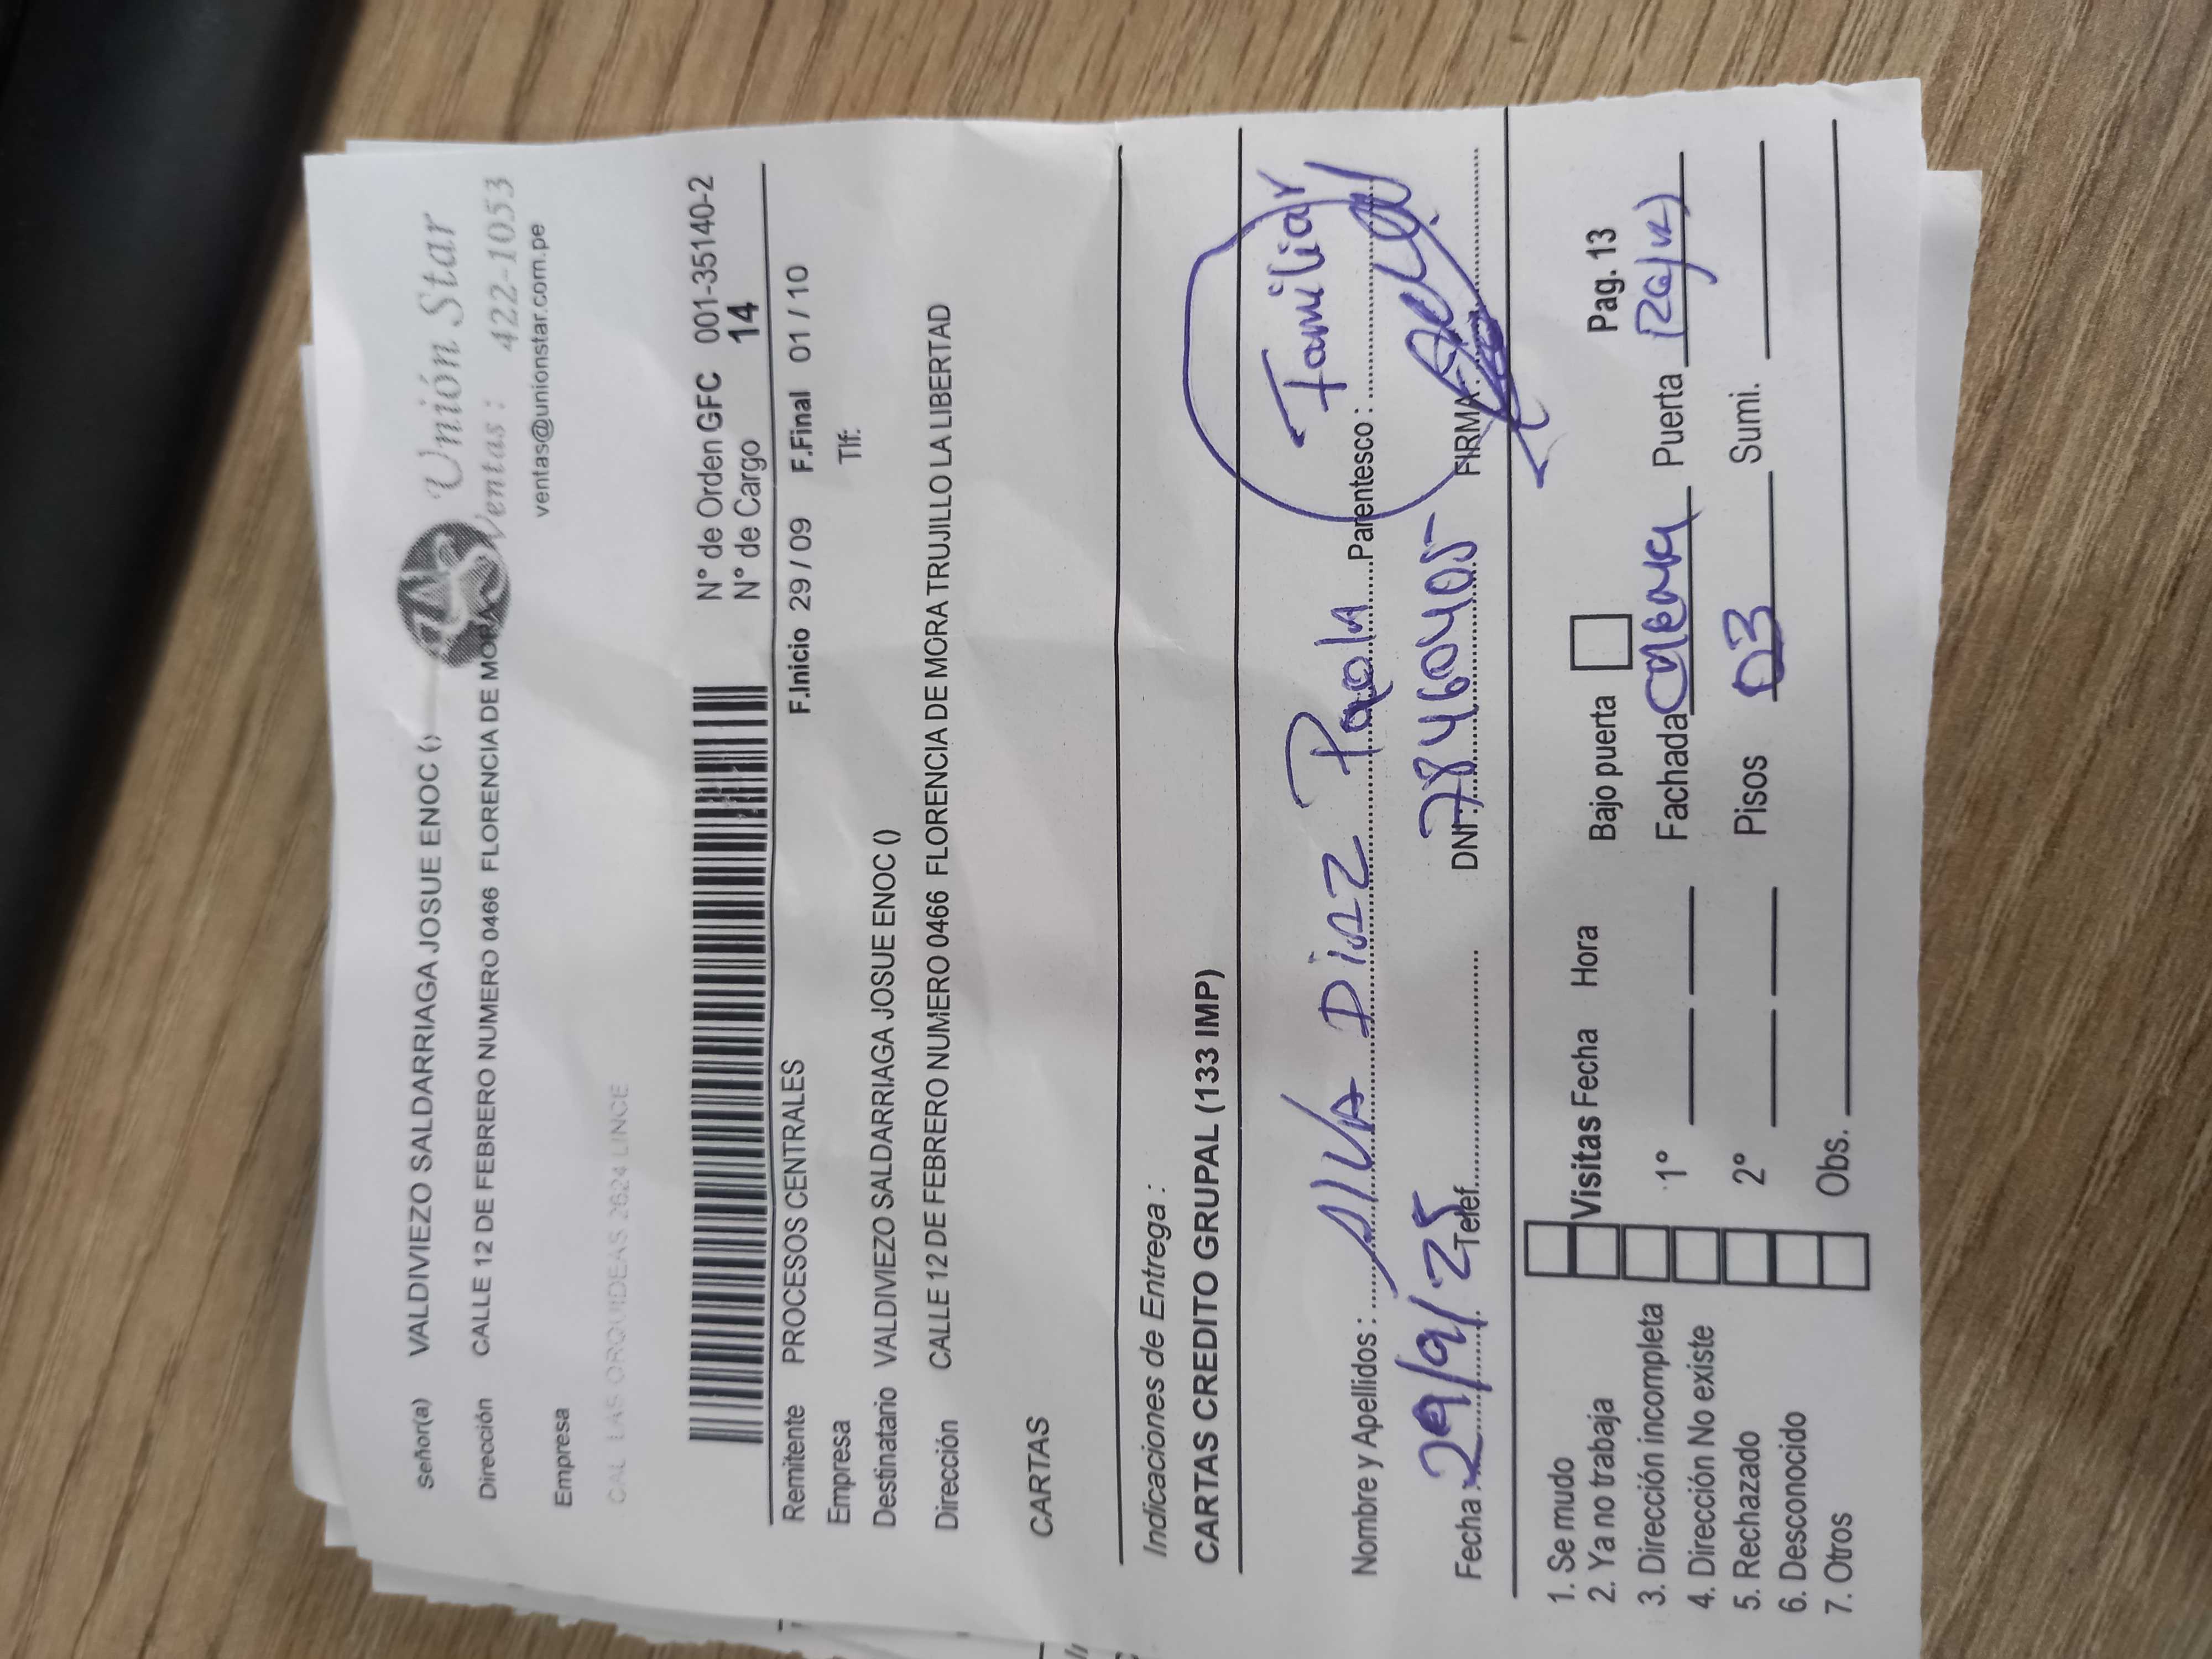 Señor(a) VALDIVIEZO SALDARRIAGA JOSUE ENOC ()
Unión Star
Dirección CALLE 12 DE FEBRERO NUMERO 0466 FLORENCIA DE MORA
Ventas : 422-1053
ventas@unionstar.com.pe
Empresa
CAL LAS ORQUIDEAS 2624 LINCE
N° de Orden GFC 001-35140-2
N° de Cargo 14
Remitente PROCESOS CENTRALES F.Inicio 29 / 09 F.Final 01 / 10
Empresa Tlf:
Destinatario VALDIVIEZO SALDARRIAGA JOSUE ENOC ()
Dirección CALLE 12 DE FEBRERO NUMERO 0466 FLORENCIA DE MORA TRUJILLO LA LIBERTAD
CARTAS
Indicaciones de Entrega :
CARTAS CREDITO GRUPAL (133 IMP)
Nombre y Apellidos : Alva Diaz Paola Parentesco : Familiar
Fecha : 29/9/25 Telef. DNI 78460405 FIRMA:
1. Se mudo
2. Ya no trabaja Visitas Fecha Hora Bajo puerta Pag. 13
3. Dirección incompleta 1° Fachada Puerta
4. Dirección No existe
5. Rechazado 2° Pisos 03 Sumi.
6. Desconocido
7. Otros Obs.